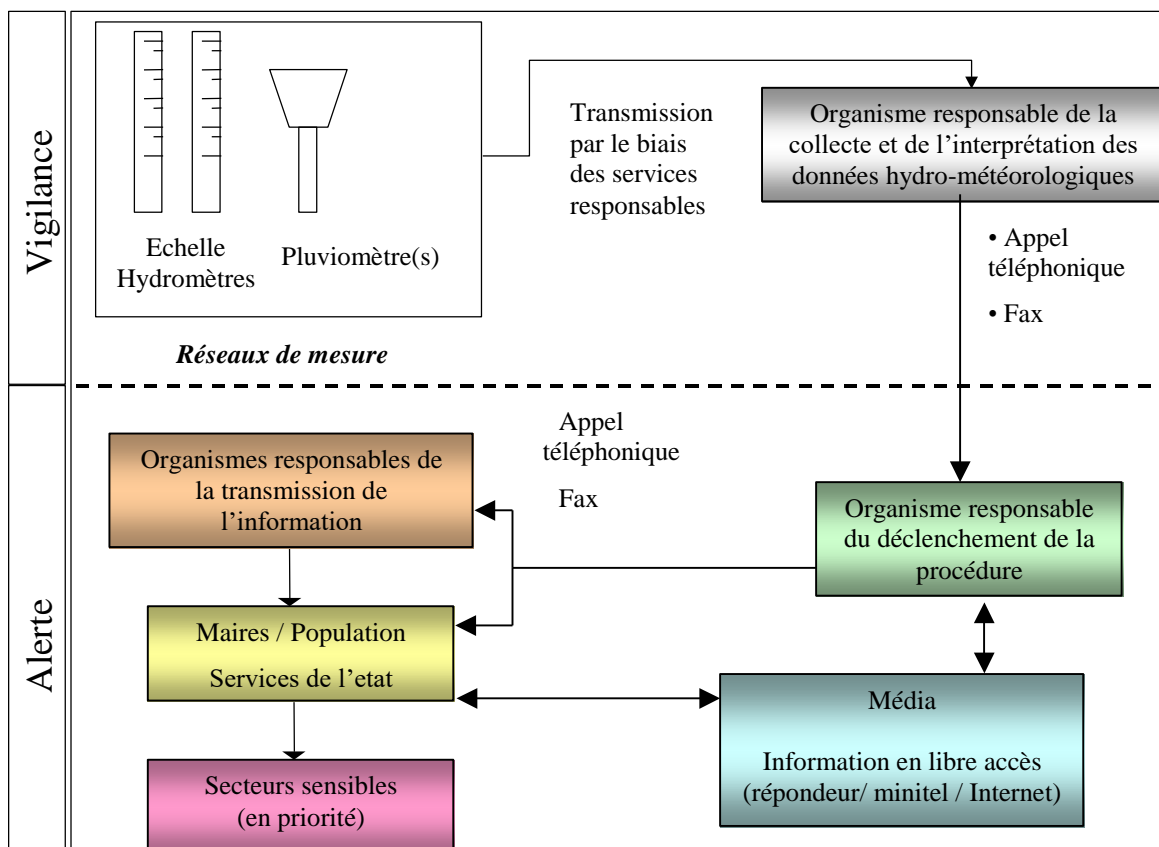 Vigilance
Echelle
Hydromètres
Pluviomètre(s)
Réseaux de mesure
Transmission
par le biais
des services
responsables
Organisme responsable de la
collecte et de l’interprétation des
données hydro-météorologiques
• Appel
téléphonique
• Fax
Alerte
Organismes responsables de
la transmission de
l’information
Appel
téléphonique
Fax
Organisme responsable
du déclenchement de la
procédure
Maires / Population
Services de l’etat
Média
Information en libre accès
(répondeur/ minitel / Internet)
Secteurs sensibles
(en priorité)